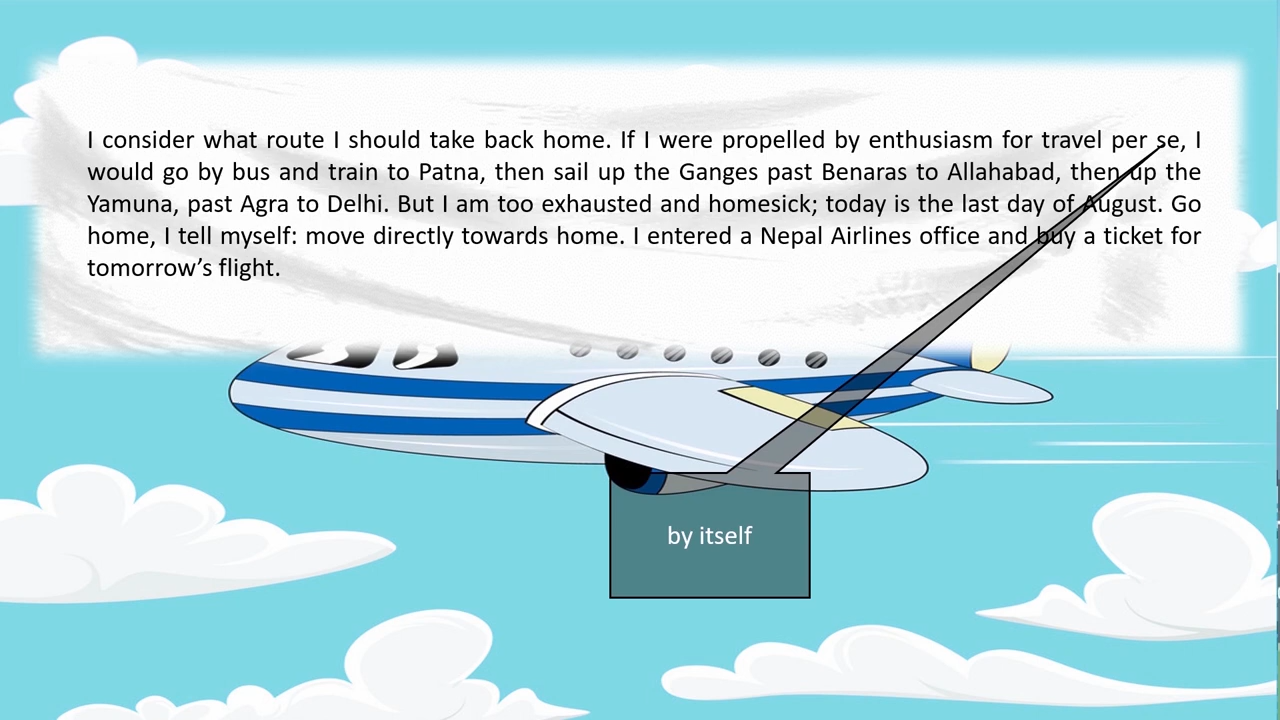 I consider what route I should take back home. If I were propelled by enthusiasm for travel per se, I
would go by bus and train to Patna, then sail up the Ganges past Benaras to Allahabad, then up the
Yamuna, past Agra to Delhi. But I am too exhausted and homesick; today is the last day of August. Go
home, I tell myself: move directly towards home. I entered a Nepal Airlines office and buy a ticket for
tomorrow’s flight.
by itself